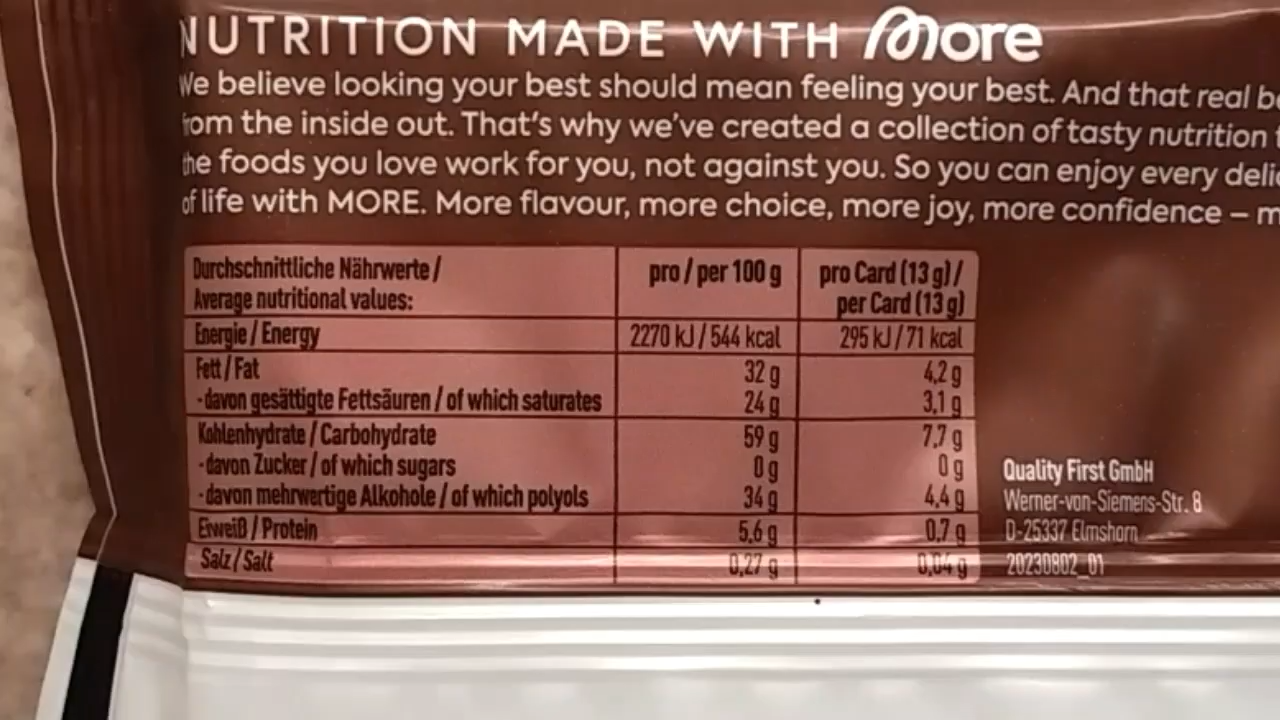 NUTRITION MADE WITH More
We believe looking your best should mean feeling your best. And that real
from the inside out. That's why we've created a collection of tasty nutrition
the foods you love work for you, not against you. So you can enjoy every
of life with MORE. More flavour, more choice, more joy, more confidence –
Durchschnittliche Nährwerte /
Average nutritional values:
pro / per 100 g
pro Card (13 g) /
per Card (13 g)
Energie / Energy 2270 kJ / 544 kcal 295 kJ / 71 kcal
Fett / Fat 32 g 4,2 g
- davon gesättigte Fettsäuren / of which saturates 24 g 3,1 g
Kohlenhydrate / Carbohydrate 59 g 7,7 g
- davon Zucker / of which sugars 0 g 0 g
- davon mehrwertige Alkohole / of which polyols 34 g 4,4 g
Eiweiß / Protein 5,6 g 0,7 g
Salz / Salt 0,27 g 0,04 g
Quality First GmbH
Werner-von-Siemens-Str. 8
D-25337 Elmshorn
20230802_01